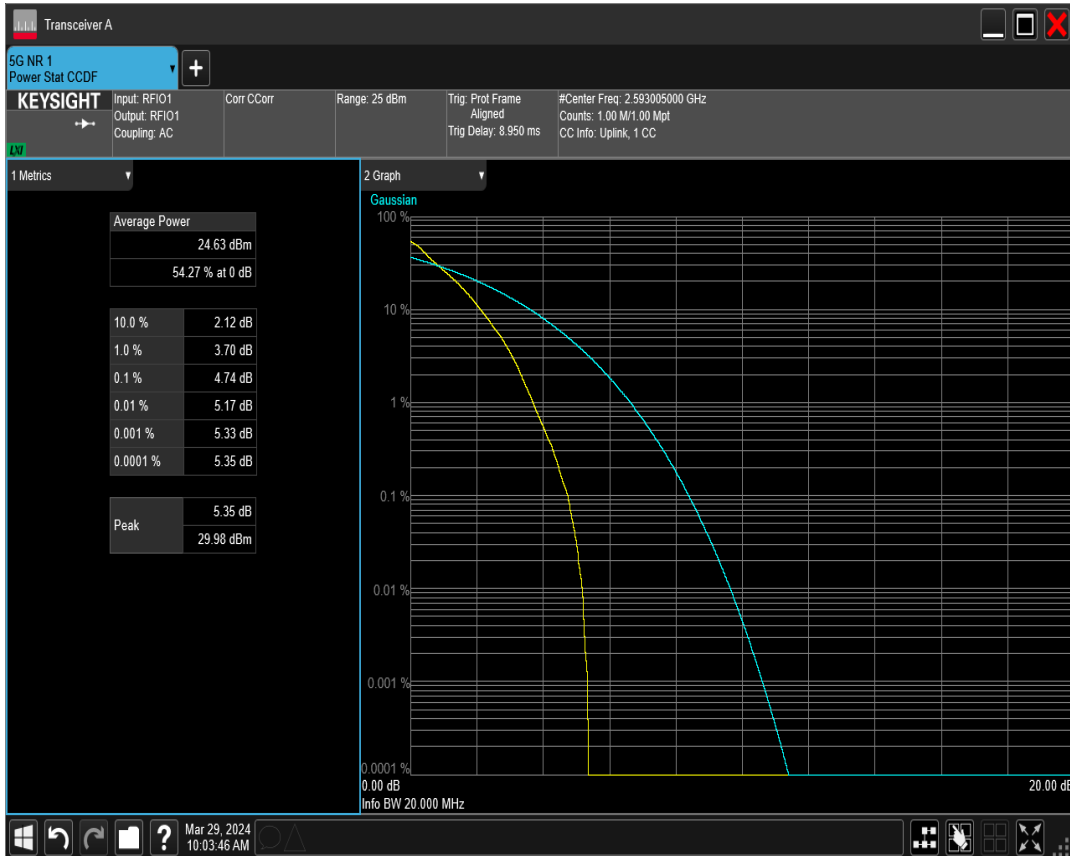 Transceiver A
5G NR 1
Power Stat CCDF
KEYSIGHT
LXI
Input: RFIO1
Output: RFIO1
Coupling: AC
Corr CCorr
Range: 25 dBm
Trig: Prot Frame
Aligned
Trig Delay: 8.950 ms
#Center Freq: 2.593005000 GHz
Counts: 1.00 M/1.00 Mpt
CC Info: Uplink, 1 CC
1 Metrics
Average Power
24.63 dBm
54.27 % at 0 dB
10.0 % 2.12 dB
1.0 % 3.70 dB
0.1 % 4.74 dB
0.01 % 5.17 dB
0.001 % 5.33 dB
0.0001 % 5.35 dB
Peak 5.35 dB
29.98 dBm
2 Graph
Gaussian
100 %
10 %
1 %
0.1 %
0.01 %
0.001 %
0.0001 %
0.00 dB 20.00 dB
Info BW 20.000 MHz
? Mar 29, 2024
10:03:46 AM